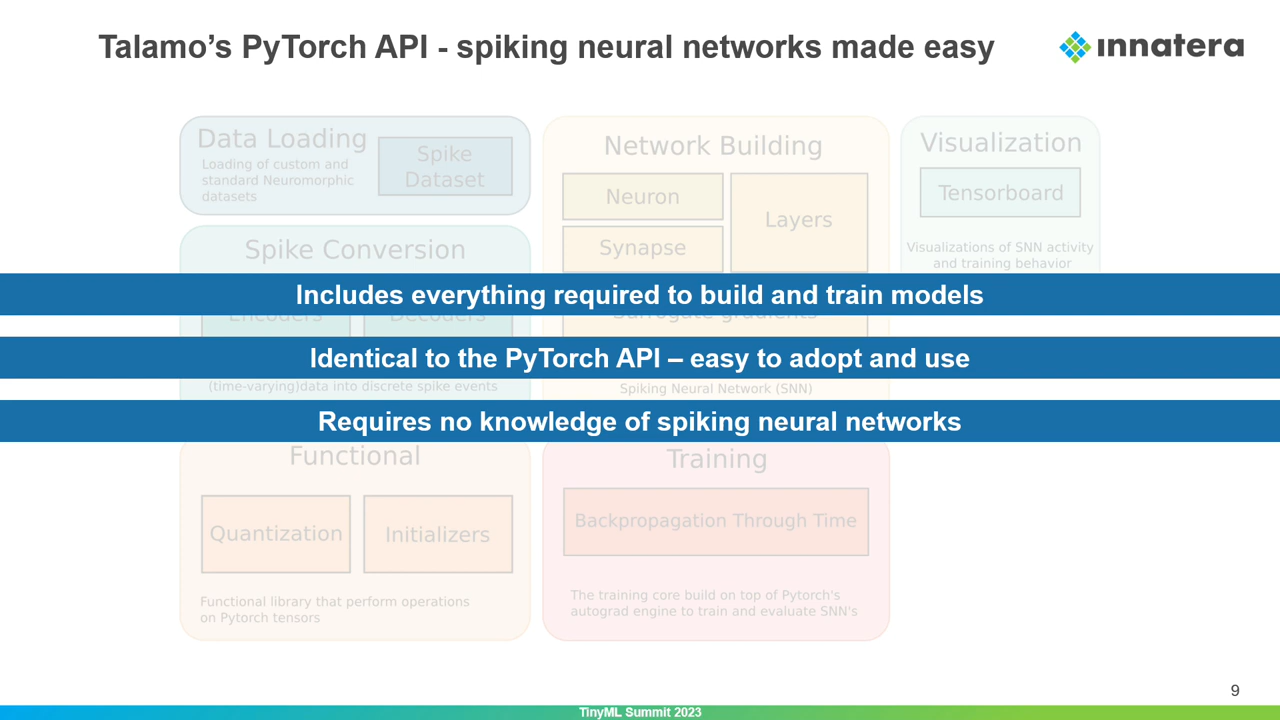 Talamo’s PyTorch API - spiking neural networks made easy
innatera
Data Loading
Loading of custom and
standard Neuromorphic
datasets
Spike
Dataset
Spike Conversion
Network Building
Neuron
Synapse
Layers
Visualization
Tensorboard
Visualizations of SNN activity
and training behavior
Includes everything required to build and train models
Encoders
Decoders
Surrogate gradients
Identical to the PyTorch API – easy to adopt and use
(time-varying)data into discrete spike events
Spiking Neural Network (SNN)
Requires no knowledge of spiking neural networks
Functional
Quantization
Initializers
Functional library that perform operations
on Pytorch tensors
Training
Backpropagation Through Time
The training core build on top of Pytorch's
autograd engine to train and evaluate SNN's
9
TinyML Summit 2023